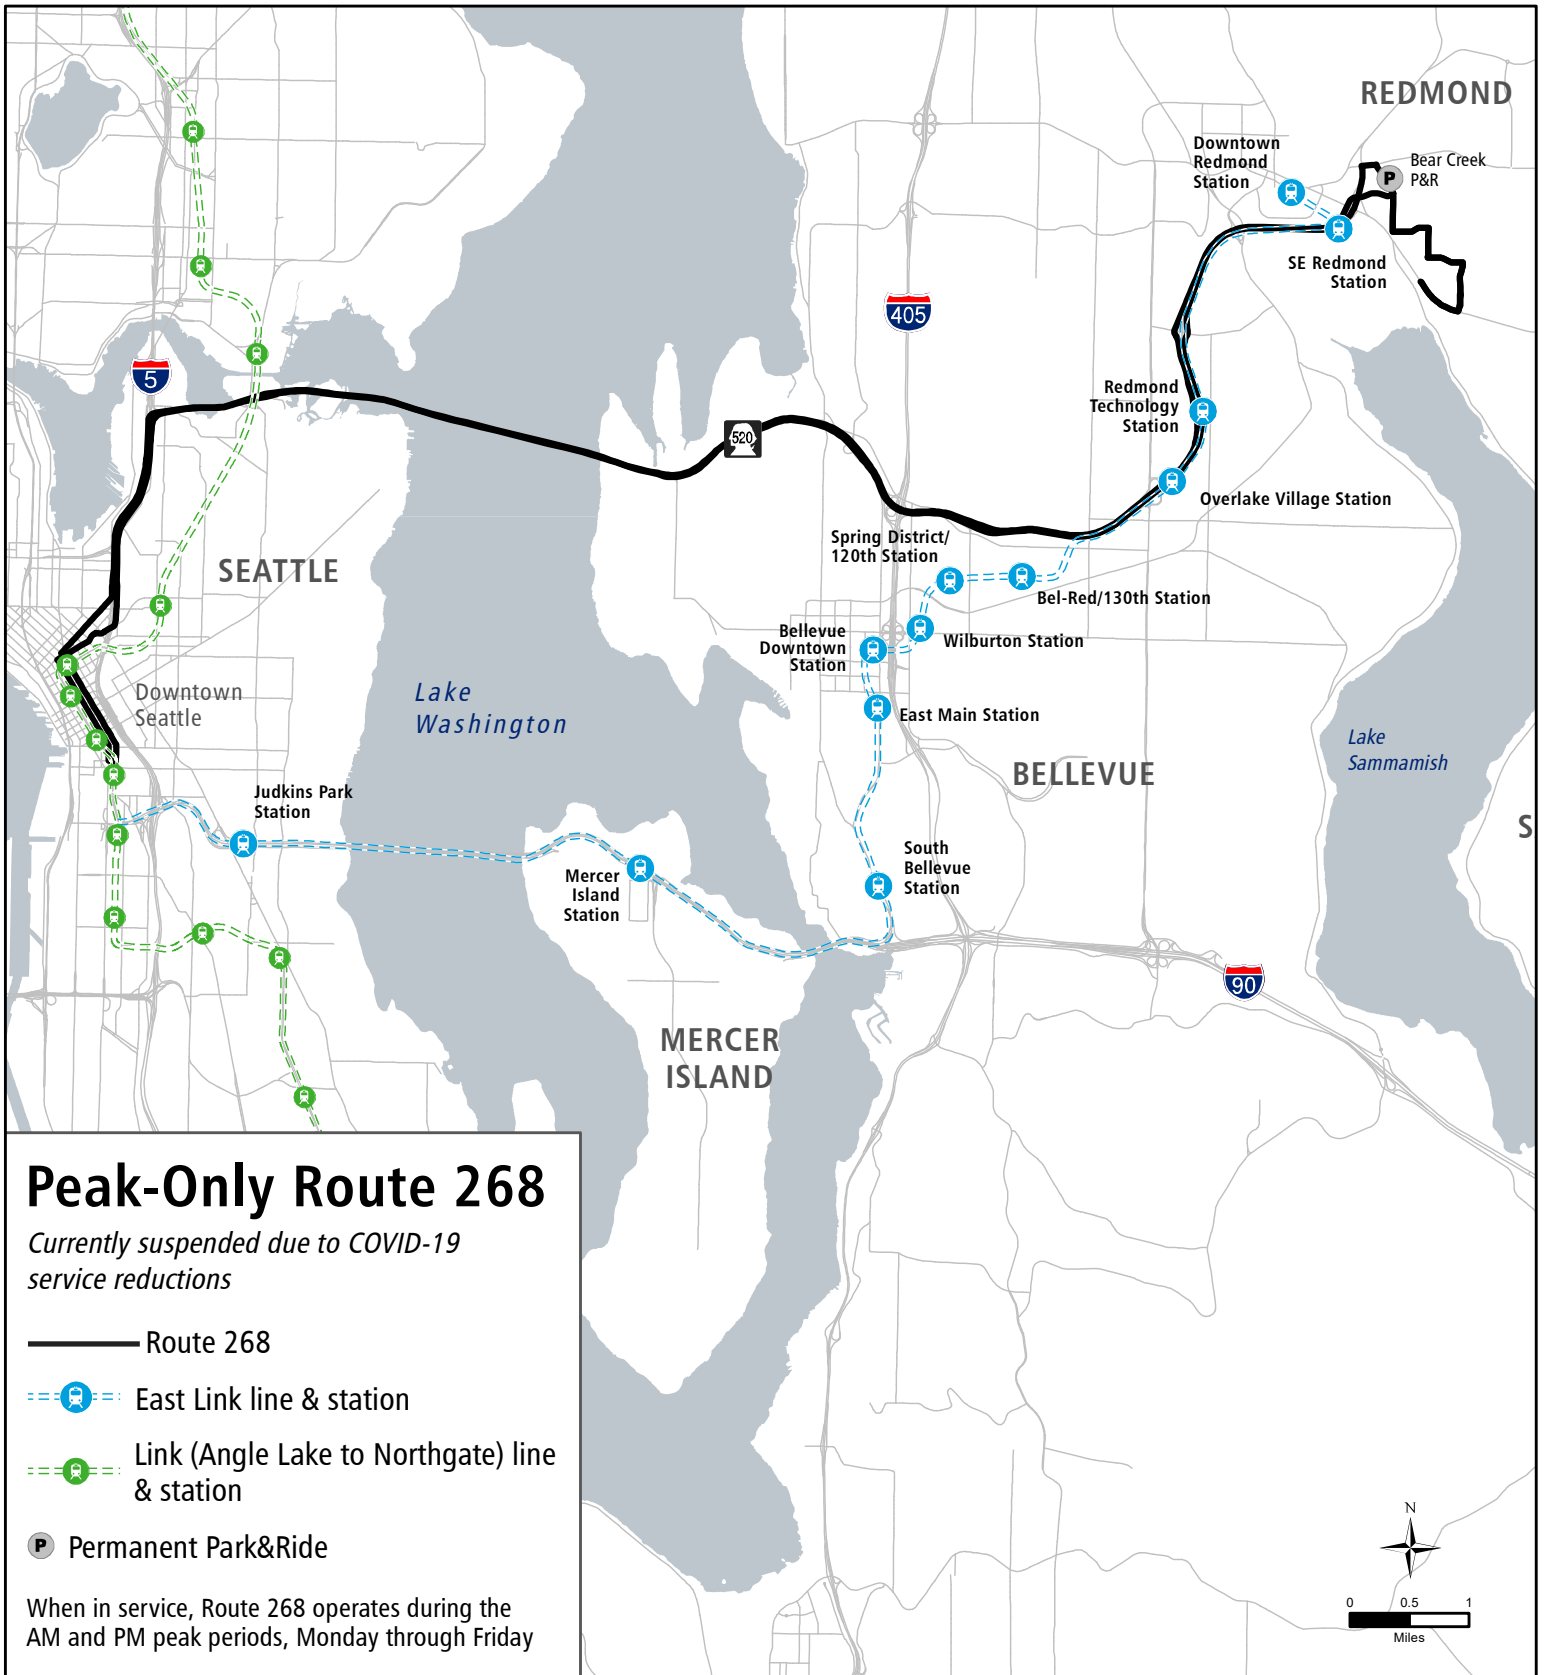 REDMOND
Downtown
Redmond
Station
Bear Creek
P&R
P
SE Redmond
Station
405
5
Redmond
Technology
Station
520
Overlake Village Station
Spring District/
120th Station
SEATTLE
Bel-Red/130th Station
Bellevue
Downtown
Station
Wilburton Station
Downtown
Seattle
Lake
Washington
East Main Station
Lake
Sammamish
BELLEVUE
Judkins Park
Station
S
South
Bellevue
Station
Mercer
Island
Station
90
MERCER
ISLAND
Peak-Only Route 268
Currently suspended due to COVID-19
service reductions
Route 268
East Link line & station
Link (Angle Lake to Northgate) line
& station
P Permanent Park&Ride
When in service, Route 268 operates during the
AM and PM peak periods, Monday through Friday
N
0 0.5 1
Miles